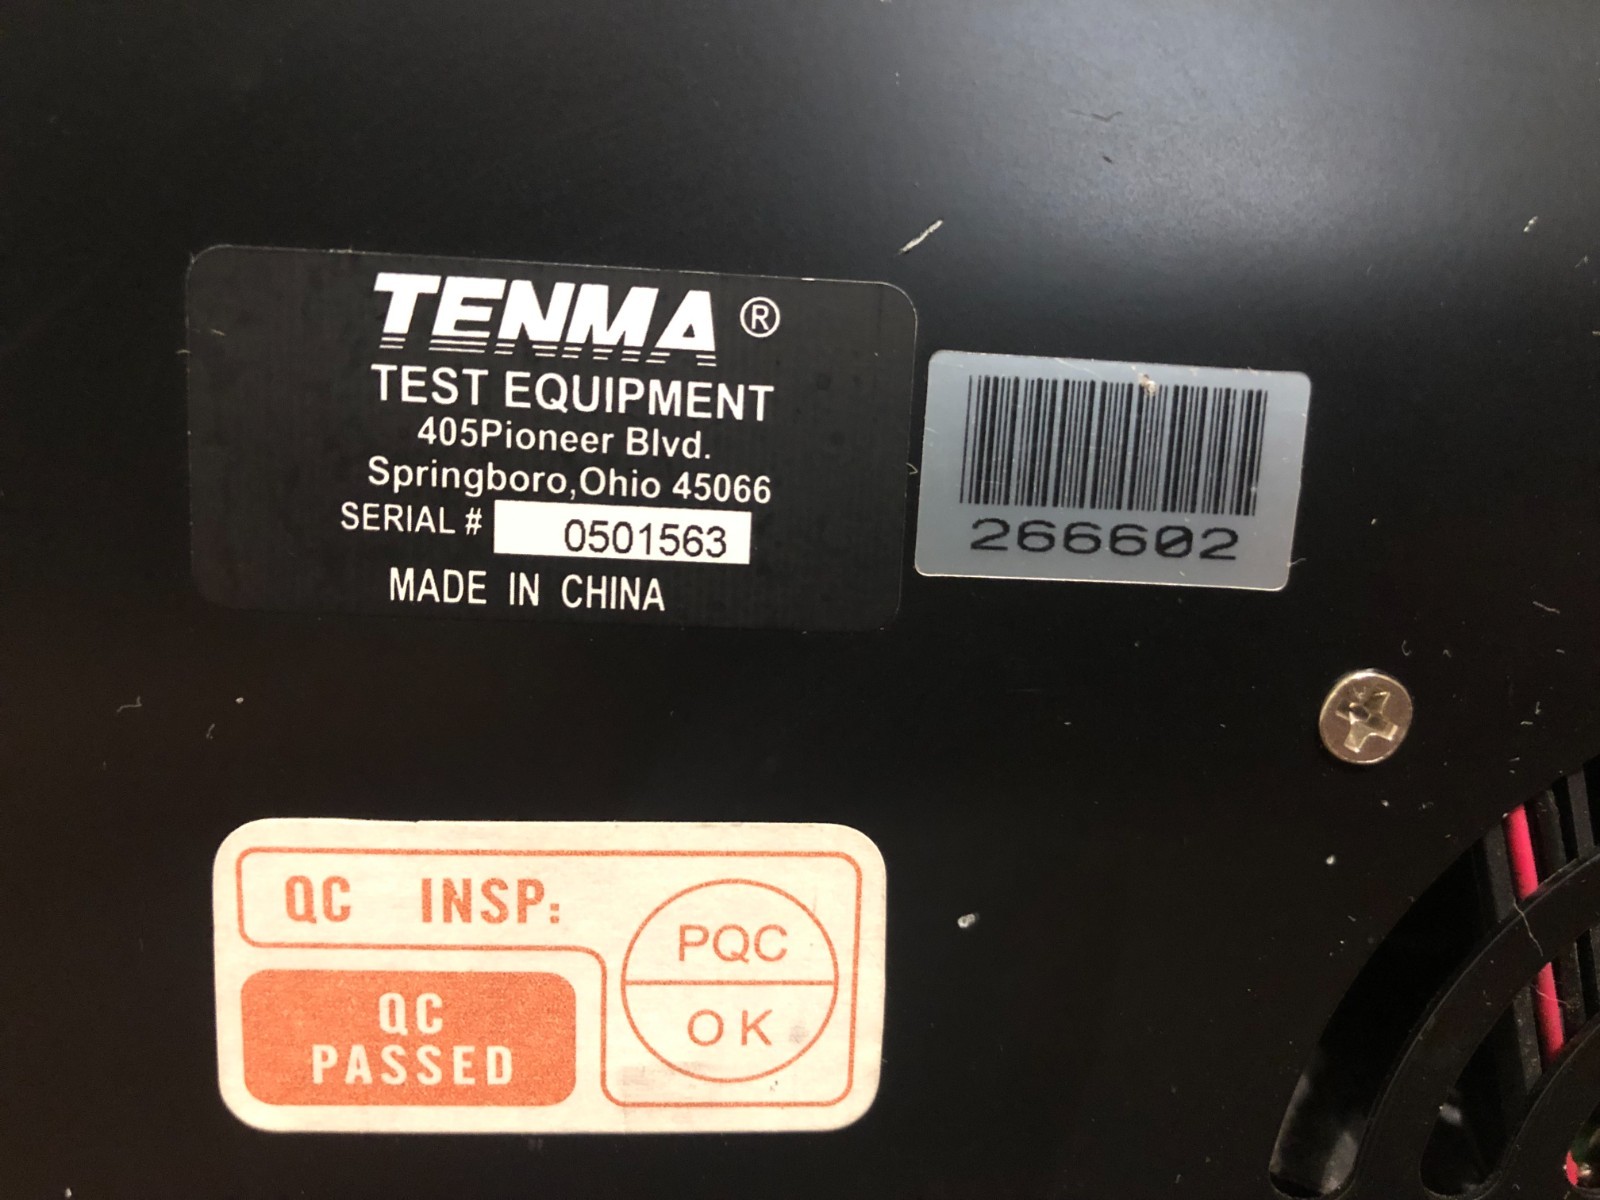 TENMA®
TEST EQUIPMENT
405Pioneer Blvd.
Springboro,Ohio 45066
SERIAL # 0501563
MADE IN CHINA
266602
QC INSP:
QC
PASSED
PQC
OK